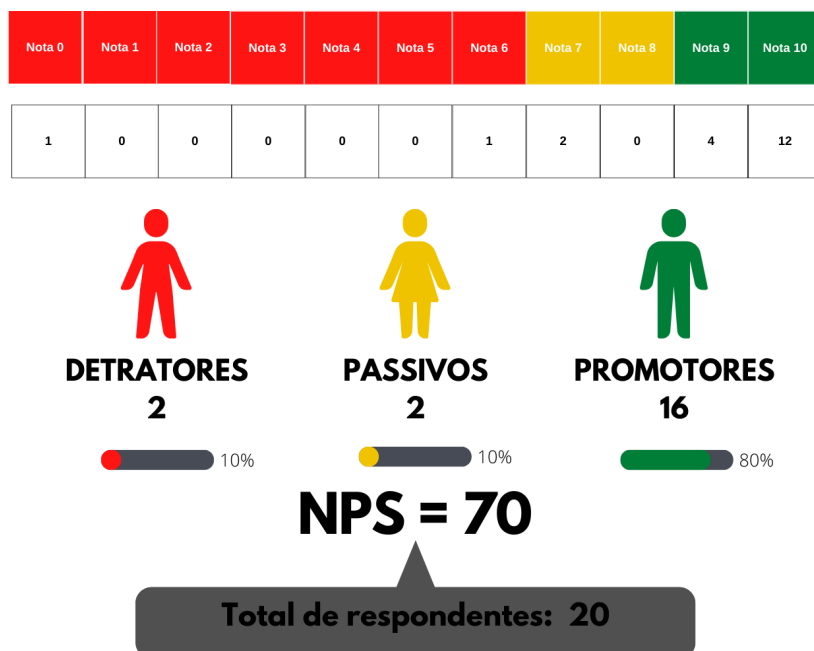 Nota 0 Nota 1 Nota 2 Nota 3 Nota 4 Nota 5 Nota 6 Nota 7 Nota 8 Nota 9 Nota 10
1 0 0 0 0 0 1 2 0 4 12
DETRATORES PASSIVOS PROMOTORES
2 2 16
10% 10% 80%
NPS = 70
Total de respondentes: 20